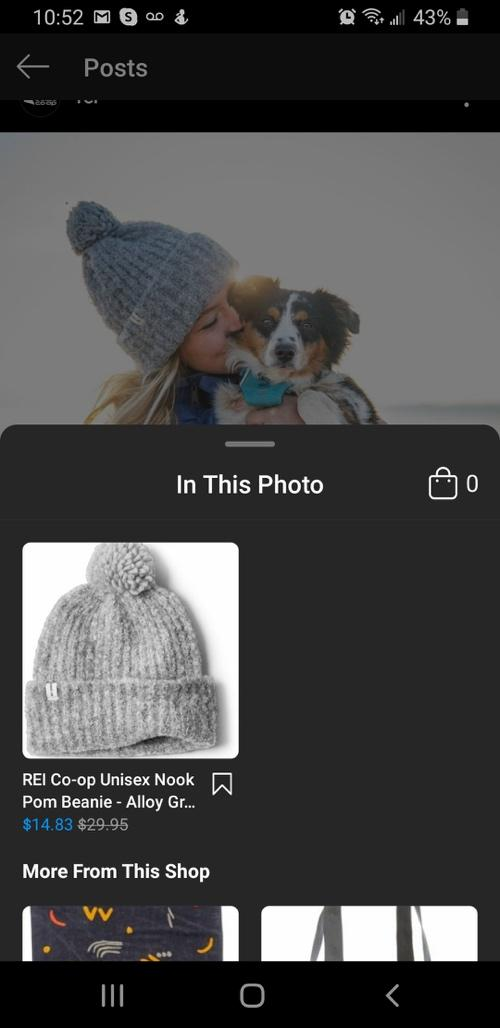 10:52
43%
Posts
In This Photo
0
REI Co-op Unisex Nook
Pom Beanie - Alloy Gr...
$14.83 $29.95
More From This Shop